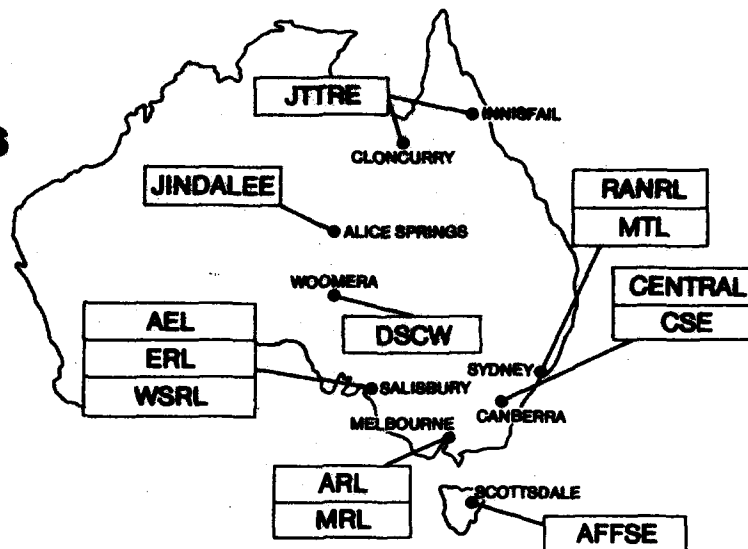 S
JTTRE
INNISFAIL
CLONCURRY
JINDALEE
RANRL
MTL
ALICE SPRINGS
WOOMERA
CENTRAL
CSE
AEL
ERL
WSRL
DSCW
SYDNEY
SALISBURY
CANBERRA
MELBOURNE
ARL
MRL
SCOTTSDALE
AFFSE